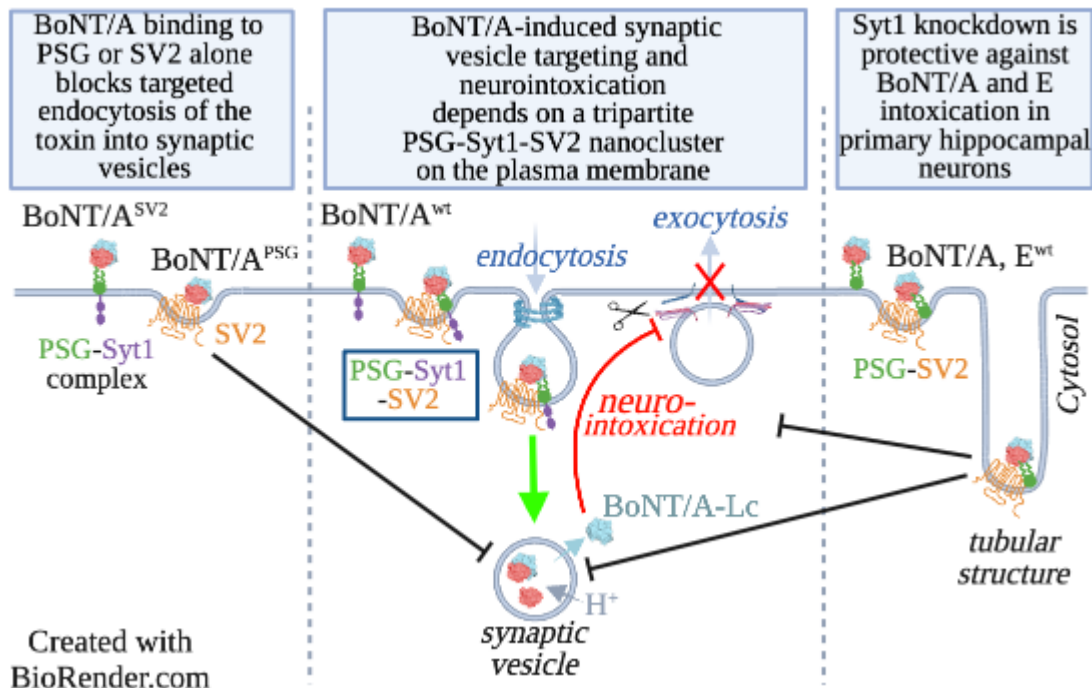 BoNT/A binding to
PSG or SV2 alone
blocks targeted
endocytosis of the
toxin into synaptic
vesicles
BoNT/A-induced synaptic
vesicle targeting and
neurointoxication
depends on a tripartite
PSG-Syt1-SV2 nanocluster
on the plasma membrane
Syt1 knockdown is
protective against
BoNT/A and E
intoxication in
primary hippocampal
neurons
BoNT/A^SV2
BoNT/A^PSG
SV2
PSG-Syt1
complex
BoNT/A^wt
endocytosis
exocytosis
PSG-Syt1
-SV2
neuro-
intoxication
BoNT/A-Lc
H⁺
synaptic
vesicle
BoNT/A, E^wt
PSG-SV2
Cytosol
tubular
structure
Created with
BioRender.com